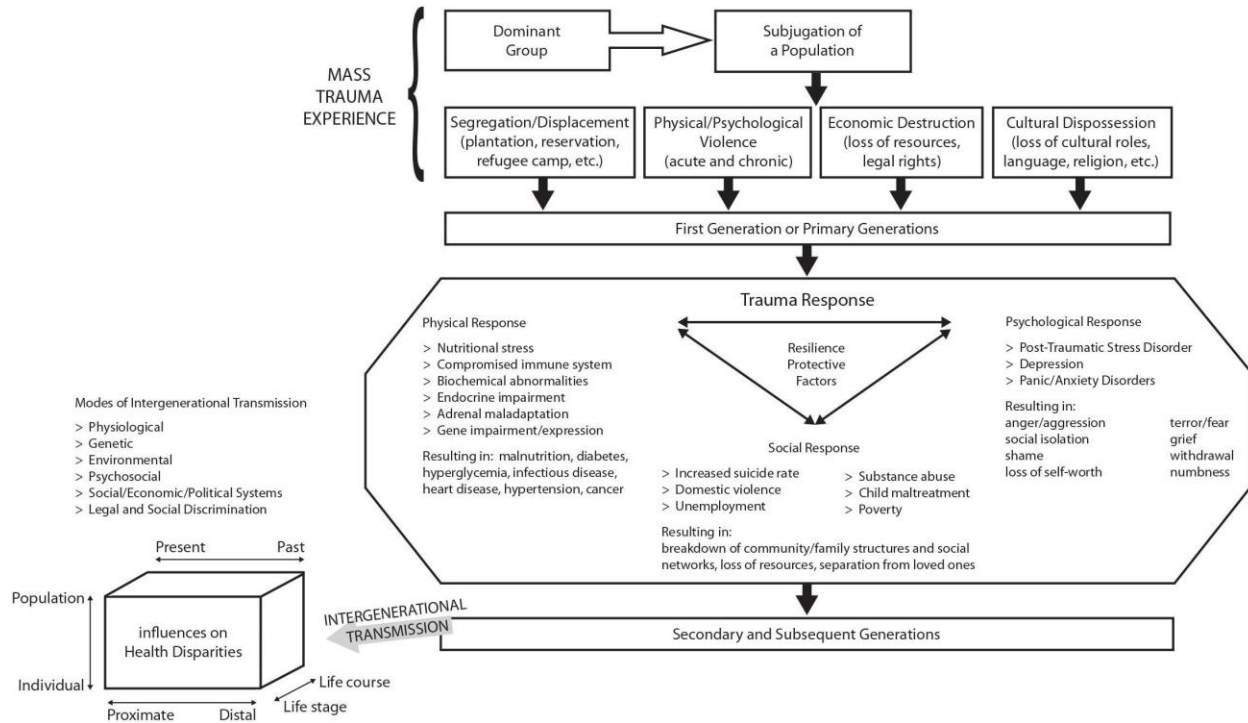 MASS
TRAUMA
EXPERIENCE
Dominant
Group
Subjugation of
a Population
Segregation/Displacement
(plantation, reservation,
refugee camp, etc.)
Physical/Psychological
Violence
(acute and chronic)
Economic Destruction
(loss of resources,
legal rights)
Cultural Dispossession
(loss of cultural roles,
language, religion, etc.)
First Generation or Primary Generations
Trauma Response
Physical Response
> Nutritional stress
> Compromised immune system
> Biochemical abnormalities
> Endocrine impairment
> Adrenal maladaptation
> Gene impairment/expression
Resulting in: malnutrition, diabetes,
hyperglycemia, infectious disease,
heart disease, hypertension, cancer
Resilience
Protective
Factors
Psychological Response
> Post-Traumatic Stress Disorder
> Depression
> Panic/Anxiety Disorders
Resulting in:
anger/aggression
social isolation
shame
loss of self-worth
terror/fear
grief
withdrawal
numbness
Social Response
> Increased suicide rate
> Domestic violence
> Unemployment
> Substance abuse
> Child maltreatment
> Poverty
Resulting in:
breakdown of community/family structures and social
networks, loss of resources, separation from loved ones
Secondary and Subsequent Generations
INTERGENERATIONAL
TRANSMISSION
Modes of Intergenerational Transmission
> Physiological
> Genetic
> Environmental
> Psychosocial
> Social/Economic/Political Systems
> Legal and Social Discrimination
Present Past
Population
influences on
Health Disparities
Individual
Life course
Life stage
Proximate Distal